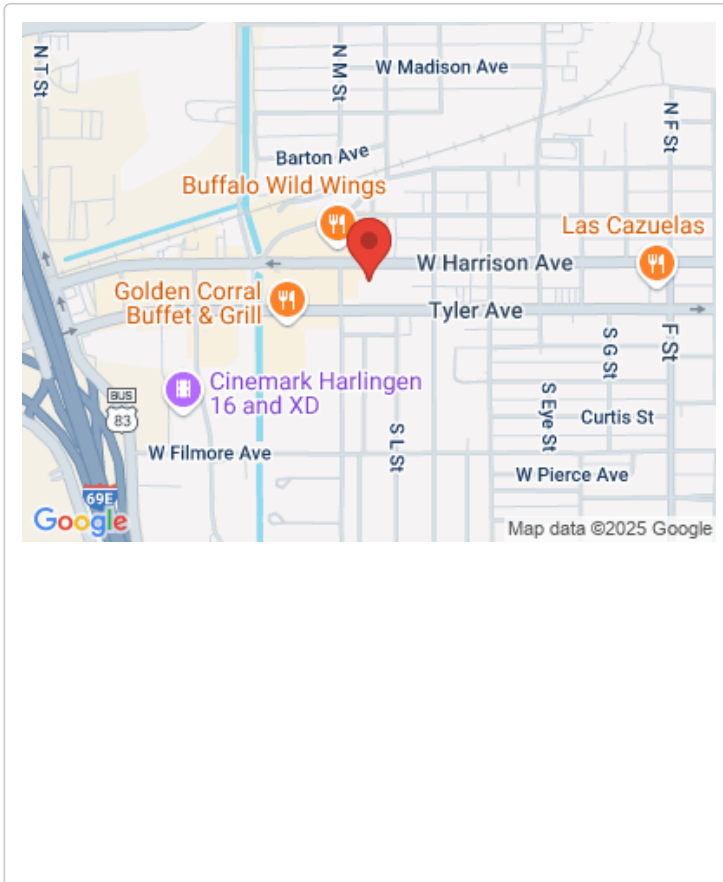 N T St
N M St
W Madison Ave
N F St
Barton Ave
Buffalo Wild Wings
Las Cazuelas
W Harrison Ave
Golden Corral
Buffet & Grill
Tyler Ave
F St
S G St
Cinemark Harlingen
16 and XD
BUS
83
S Eye St
Curtis St
S L St
W Filmore Ave
W Pierce Ave
69E
Google
Map data ©2025 Google